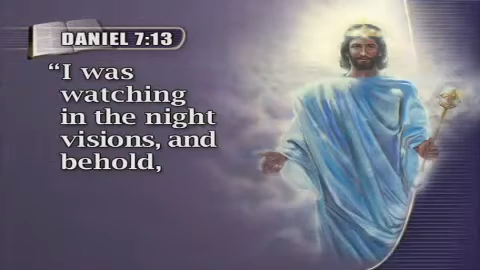 DANIEL 7:13
“I was
watching
in the night
visions, and
behold,